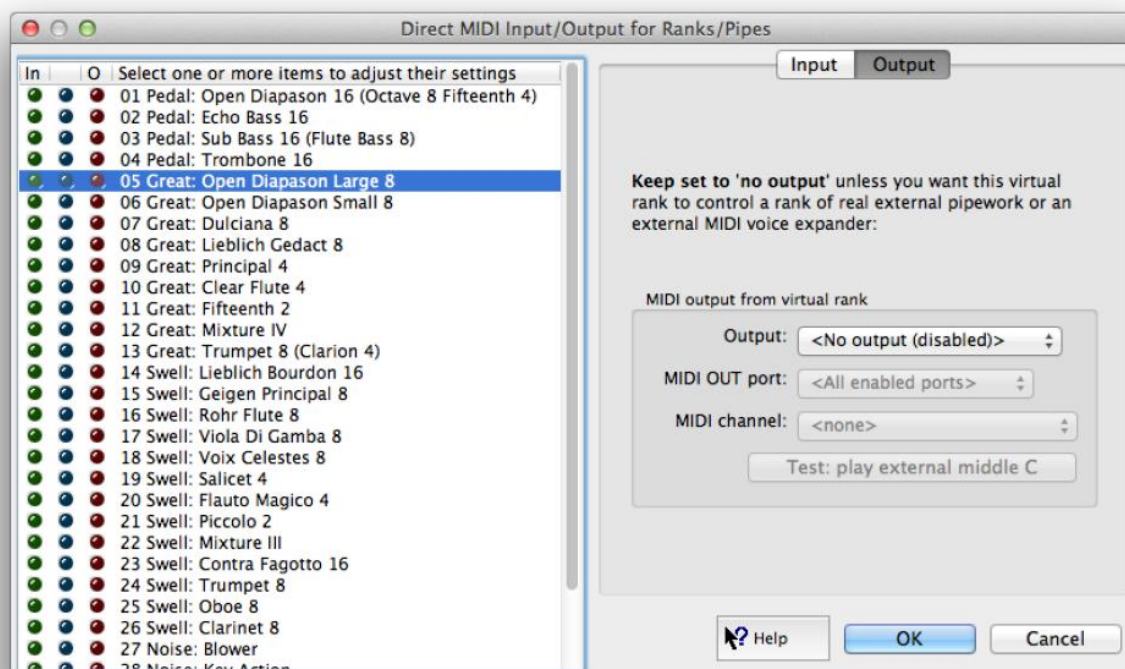 Direct MIDI Input/Output for Ranks/Pipes
In O Select one or more items to adjust their settings
01 Pedal: Open Diapason 16 (Octave 8 Fifteenth 4)
02 Pedal: Echo Bass 16
03 Pedal: Sub Bass 16 (Flute Bass 8)
04 Pedal: Trombone 16
05 Great: Open Diapason Large 8
06 Great: Open Diapason Small 8
07 Great: Dulciana 8
08 Great: Lieblich Gedact 8
09 Great: Principal 4
10 Great: Clear Flute 4
11 Great: Fifteenth 2
12 Great: Mixture IV
13 Great: Trumpet 8 (Clarion 4)
14 Swell: Lieblich Bourdon 16
15 Swell: Geigen Principal 8
16 Swell: Rohr Flute 8
17 Swell: Viola Di Gamba 8
18 Swell: Voix Celestes 8
19 Swell: Salicet 4
20 Swell: Flauto Magico 4
21 Swell: Piccolo 2
22 Swell: Mixture III
23 Swell: Contra Fagotto 16
24 Swell: Trumpet 8
25 Swell: Oboe 8
26 Swell: Clarinet 8
27 Noise: Blower
28 Noise: Key Action
Input Output
Keep set to 'no output' unless you want this virtual
rank to control a rank of real external pipework or an
external MIDI voice expander:
MIDI output from virtual rank
Output: <No output (disabled)>
MIDI OUT port: <All enabled ports>
MIDI channel: <none>
Test: play external middle C
Help OK Cancel